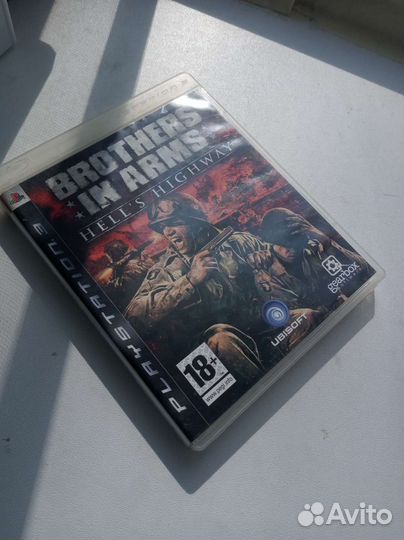 BROTHERS
IN ARMS
HELL'S HIGHWAY
PLAYSTATION 3
gearbox
UBISOFT
18+
www.pegi.info
Avito